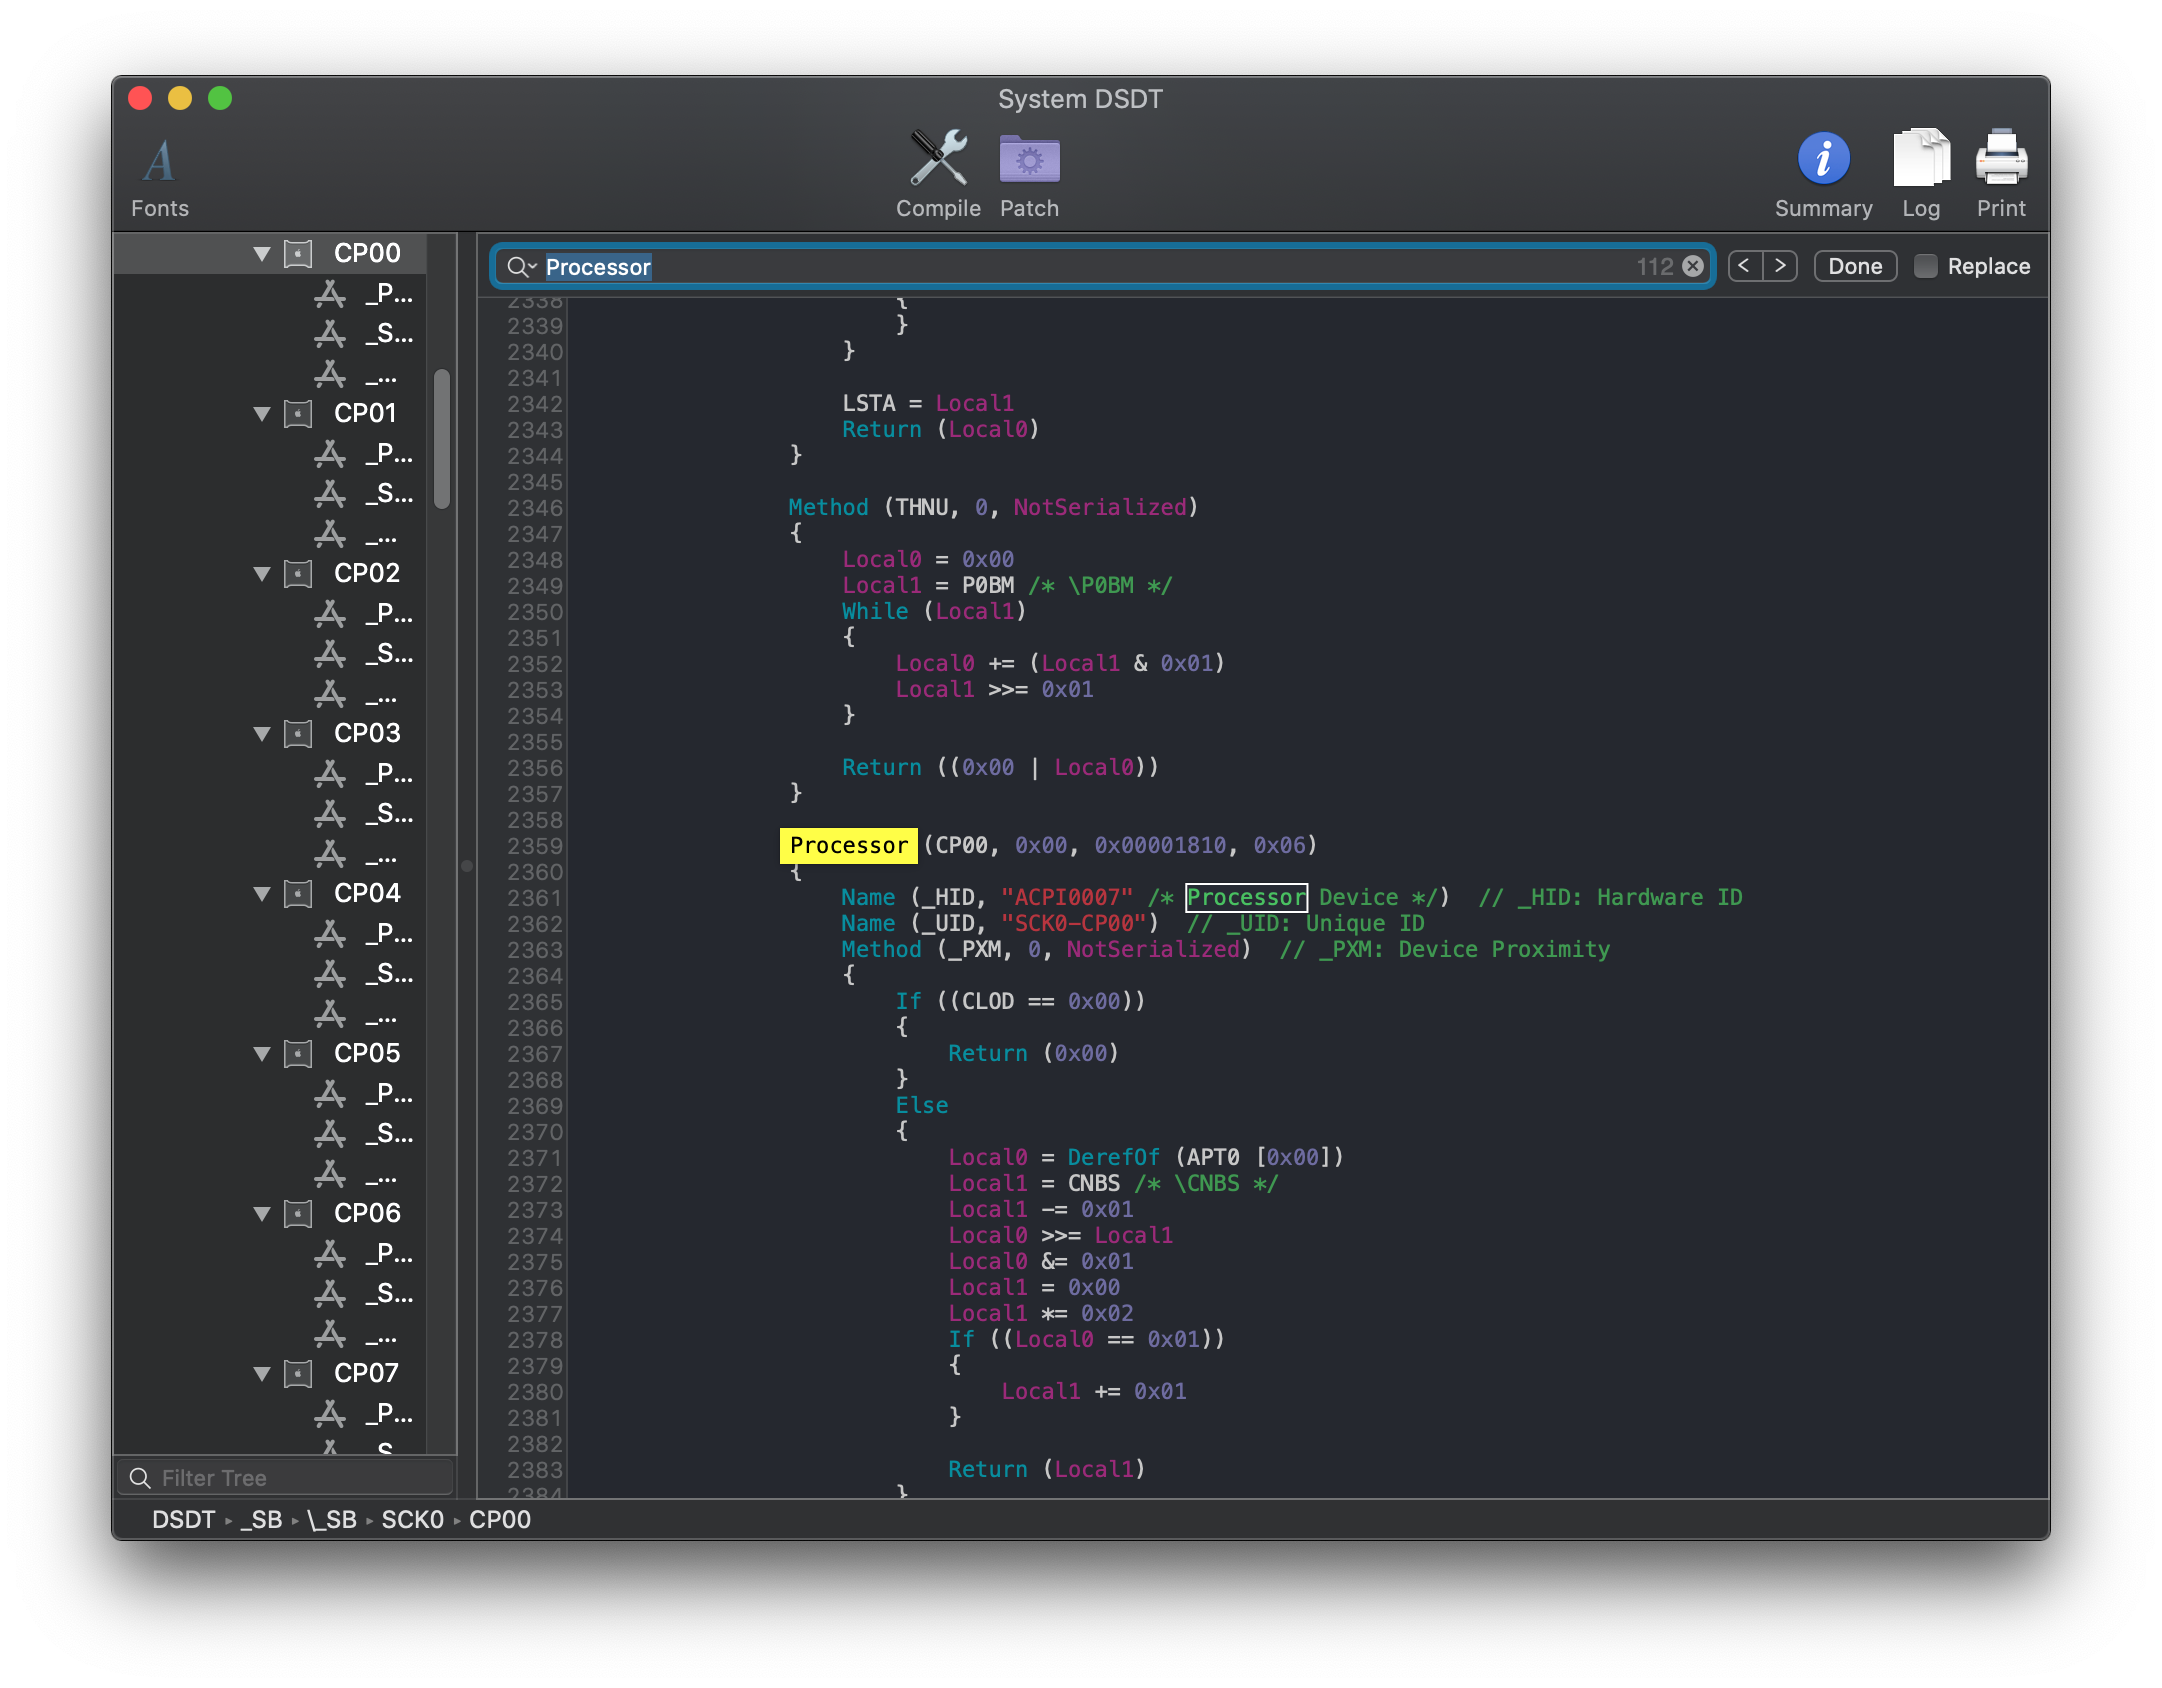 System DSDT
Fonts
Compile
Patch
Summary
Log
Print
CP00
_P...
_S...
_...
CP01
_P...
_S...
_...
CP02
_P...
_S...
_...
CP03
_P...
_S...
_...
CP04
_P...
_S...
_...
CP05
_P...
_S...
_...
CP06
_P...
_S...
_...
CP07
_P...
Filter Tree
Processor 112 < > Done Replace
2338 {
2339 }
2340 }
2341
2342 LSTA = Local1
2343 Return (Local0)
2344 }
2345
2346 Method (THNU, 0, NotSerialized)
2347 {
2348 Local0 = 0x00
2349 Local1 = P0BM /* \P0BM */
2350 While (Local1)
2351 {
2352 Local0 += (Local1 & 0x01)
2353 Local1 >>= 0x01
2354 }
2355
2356 Return ((0x00 | Local0))
2357 }
2358
2359 Processor (CP00, 0x00, 0x00001810, 0x06)
2360 {
2361 Name (_HID, "ACPI0007" /* Processor Device */) // _HID: Hardware ID
2362 Name (_UID, "SCK0-CP00") // _UID: Unique ID
2363 Method (_PXM, 0, NotSerialized) // _PXM: Device Proximity
2364 {
2365 If ((CLOD == 0x00))
2366 {
2367 Return (0x00)
2368 }
2369 Else
2370 {
2371 Local0 = DerefOf (APT0 [0x00])
2372 Local1 = CNBS /* \CNBS */
2373 Local1 -= 0x01
2374 Local0 >>= Local1
2375 Local0 &= 0x01
2376 Local1 = 0x00
2377 Local1 *= 0x02
2378 If ((Local0 == 0x01))
2379 {
2380 Local1 += 0x01
2381 }
2382
2383 Return (Local1)
2384 }
DSDT ▸ _SB ▸ \_SB ▸ SCK0 ▸ CP00